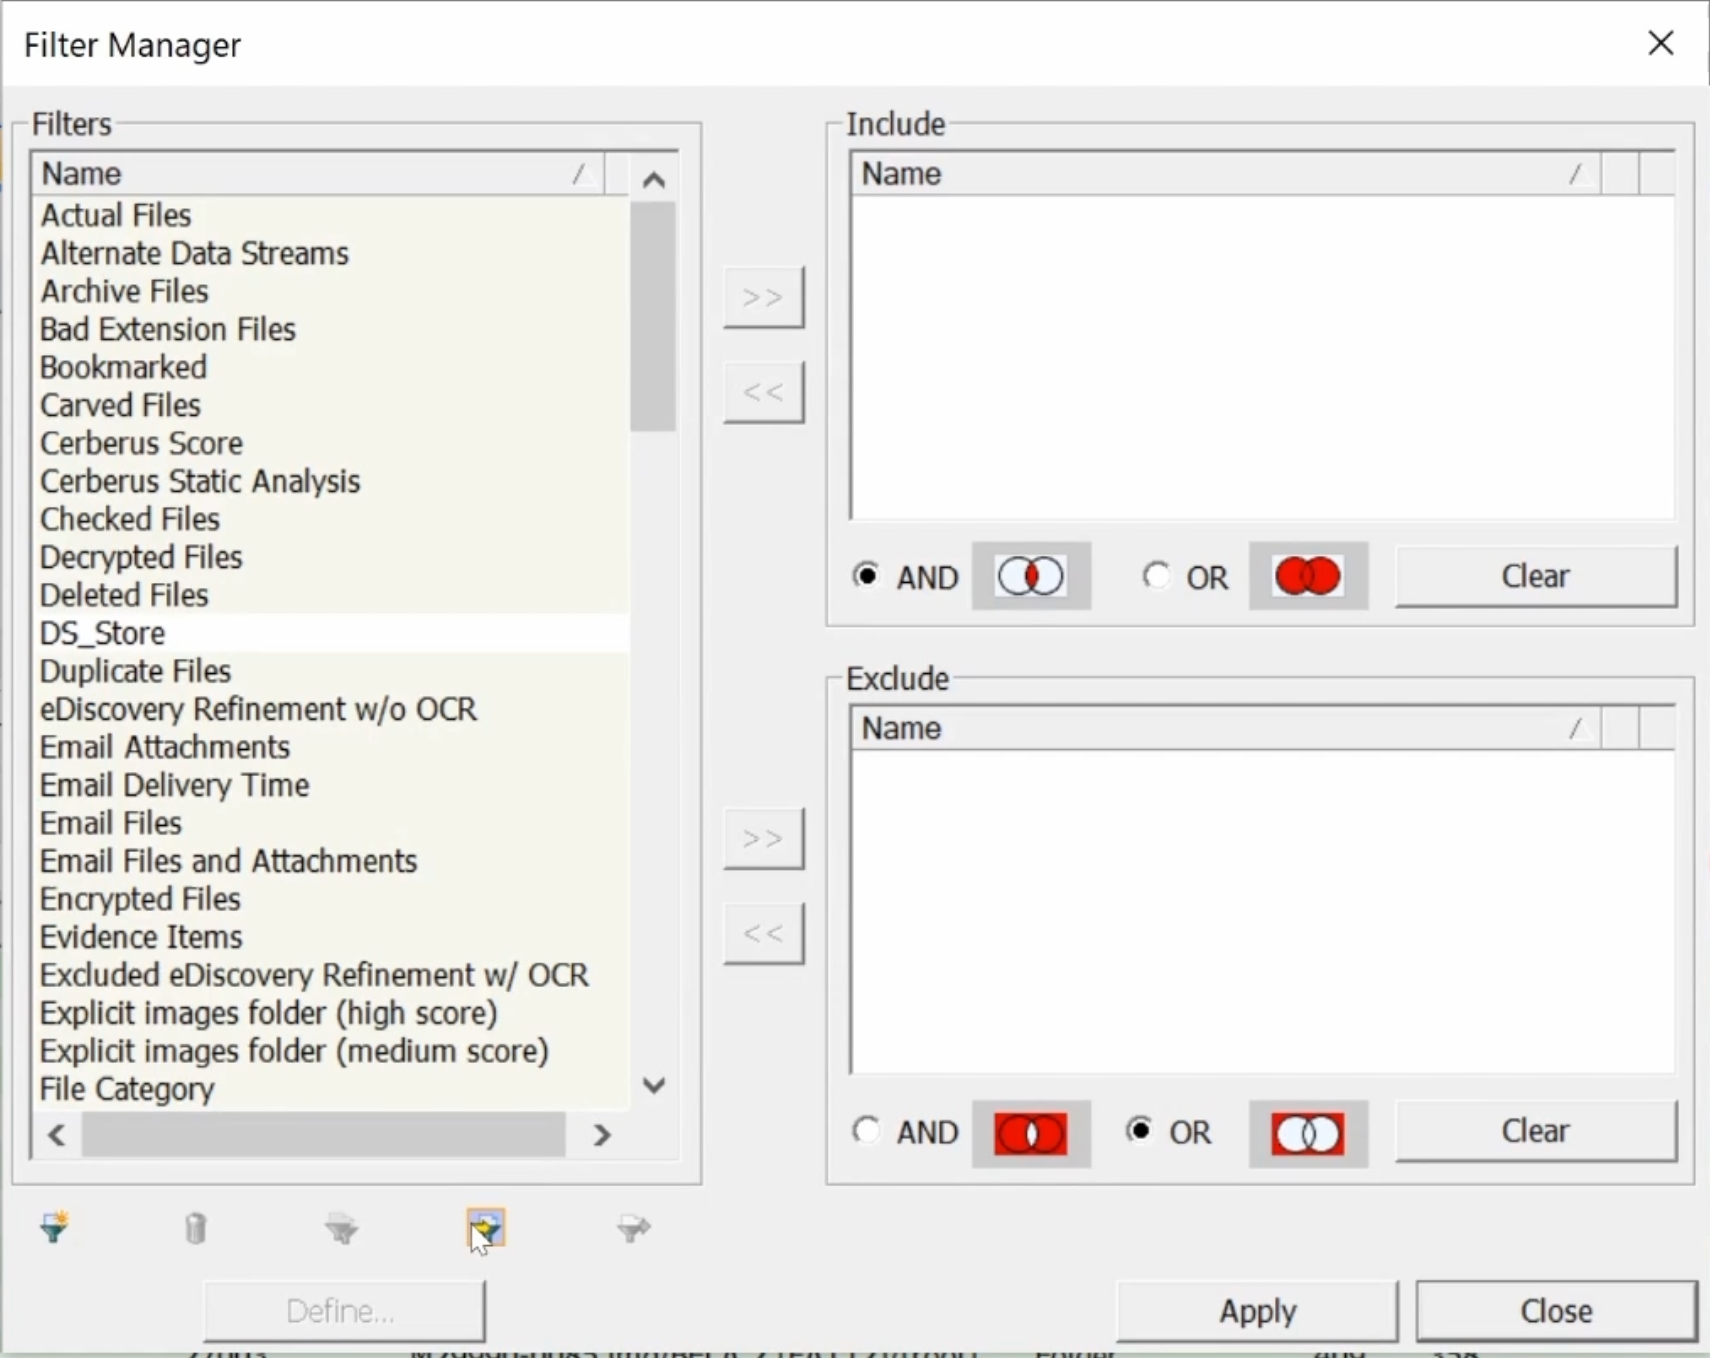 Filter Manager
Filters
Name
Actual Files
Alternate Data Streams
Archive Files
Bad Extension Files
Bookmarked
Carved Files
Cerberus Score
Cerberus Static Analysis
Checked Files
Decrypted Files
Deleted Files
DS_Store
Duplicate Files
eDiscovery Refinement w/o OCR
Email Attachments
Email Delivery Time
Email Files
Email Files and Attachments
Encrypted Files
Evidence Items
Excluded eDiscovery Refinement w/ OCR
Explicit images folder (high score)
Explicit images folder (medium score)
File Category
>>
<<
>>
<<
Include
Name
AND OR Clear
Exclude
Name
AND OR Clear
Define...
Apply Close